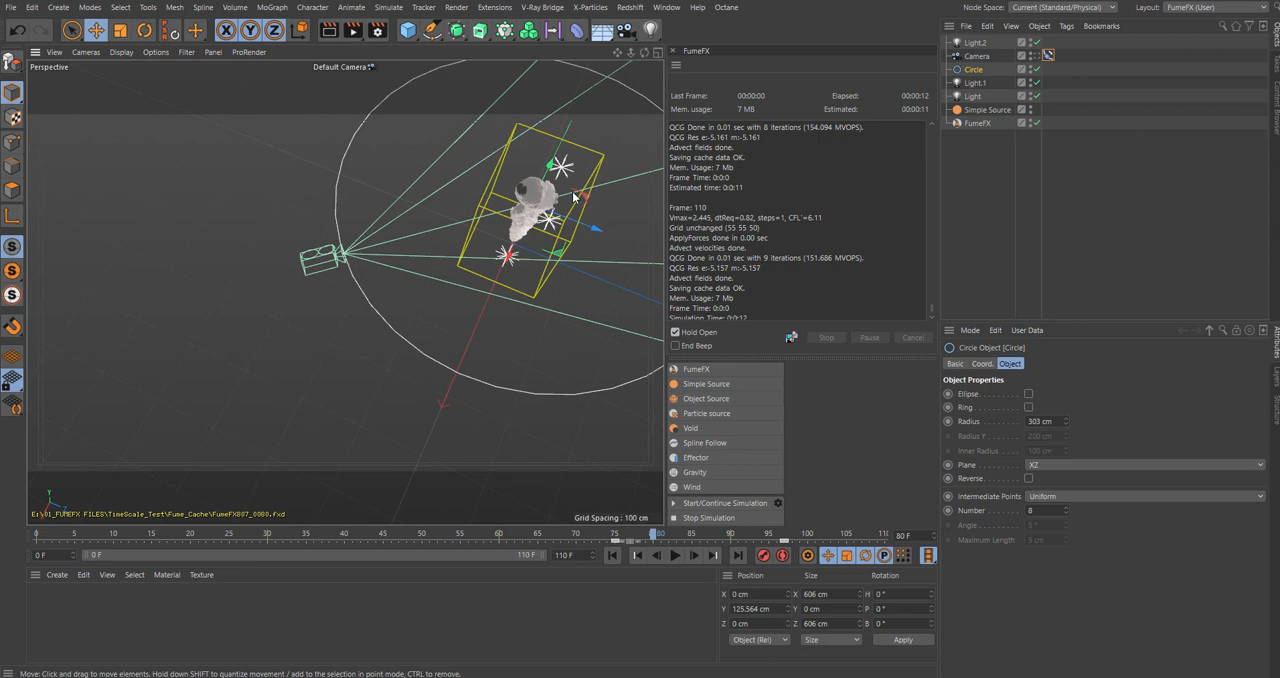 File Edit Create Modes Select Tools Mesh Spline Volume MoGraph Character Animate Simulate Tracker Render Extensions V-Ray Bridge X-Particles Redshift Window Help Octane
Node Space: Current (Standard/Physical) Layout: FumeFX (User)
View Cameras Display Options Filter Panel ProRender
Perspective
Default Camera
E:\01_FUMEFX FILES\TimeScale_Test\Fume_Cache\FumeFX867_0080.fxd
Grid Spacing : 100 cm
FumeFX
Last Frame: 00:00:00 Elapsed: 00:00:12
Mem. usage: 7 MB Estimated: 00:00:11
QCG Done in 0.01 sec with 8 iterations (154.094 MVOPS).
QCG Res e:-5.161 m:-5.161
Advect fields done.
Saving cache data OK.
Mem. Usage: 7 Mb
Frame Time: 0:0:0
Estimated time: 0:0:11
Frame: 110
Vmax=2.445, dtReq=0.82, steps=1, CFL'=6.11
Grid unchanged (55 55 50)
ApplyForces done in 0.00 sec
Advect velocities done.
QCG Done in 0.01 sec with 9 iterations (151.686 MVOPS).
QCG Res e:-5.157 m:-5.157
Advect fields done.
Saving cache data OK.
Mem. Usage: 7 Mb
Frame Time: 0:0:0
Simulation Time: 0:0:12
Hold Open
End Beep
Stop Pause Cancel
FumeFX
Simple Source
Object Source
Particle source
Void
Spline Follow
Effector
Gravity
Wind
Start/Continue Simulation
Stop Simulation
File Edit View Object Tags Bookmarks
Light.2
Camera
Circle
Light.1
Light
Simple Source
FumeFX
Objects
Takes
Content Browser
Attributes
Layers
Structure
Mode Edit User Data
Circle Object [Circle]
Basic Coord. Object
Object Properties
Ellipse
Ring
Radius 303 cm
Radius Y 200 cm
Inner Radius 100 cm
Plane XZ
Reverse
Intermediate Points Uniform
Number 8
Angle 5 °
Maximum Length 5 cm
0 5 10 15 20 25 30 35 40 45 50 55 60 65 70 75 80 85 90 95 100 105 110
80 F
0 F 0 F 110 F 110 F
Create Edit View Select Material Texture
Position Size Rotation
X 0 cm X 606 cm H 0 °
Y 125.564 cm Y 0 cm P 0 °
Z 0 cm Z 606 cm B 0 °
Object (Rel) Size Apply
Move: Click and drag to move elements. Hold down SHIFT to quantize movement / add to the selection in point mode, CTRL to remove.